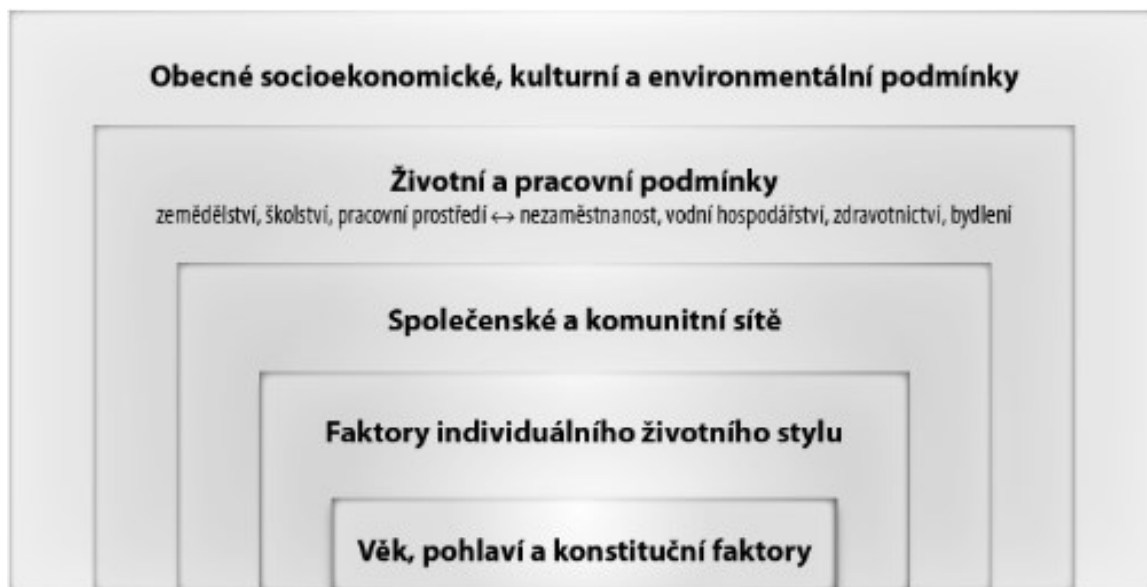 Obecné socioekonomické, kulturní a environmentální podmínky
Životní a pracovní podmínky
zemědělství, školství, pracovní prostředí ↔ nezaměstnanost, vodní hospodářství, zdravotnictví, bydlení
Společenské a komunitní sítě
Faktory individuálního životního stylu
Věk, pohlaví a konstituční faktory